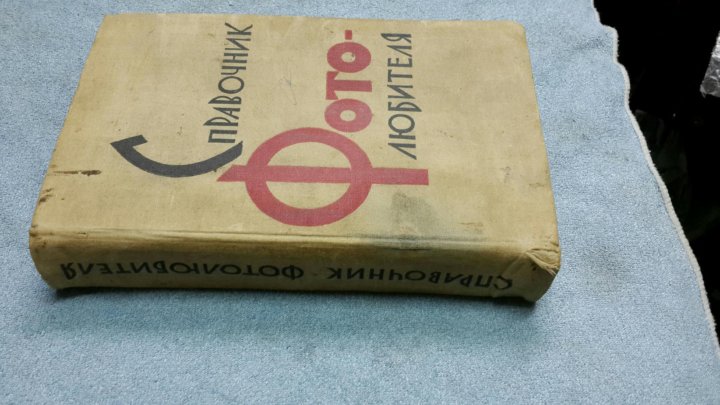 Справочник
Фото-
любителя
Справочник • фотолюбителя